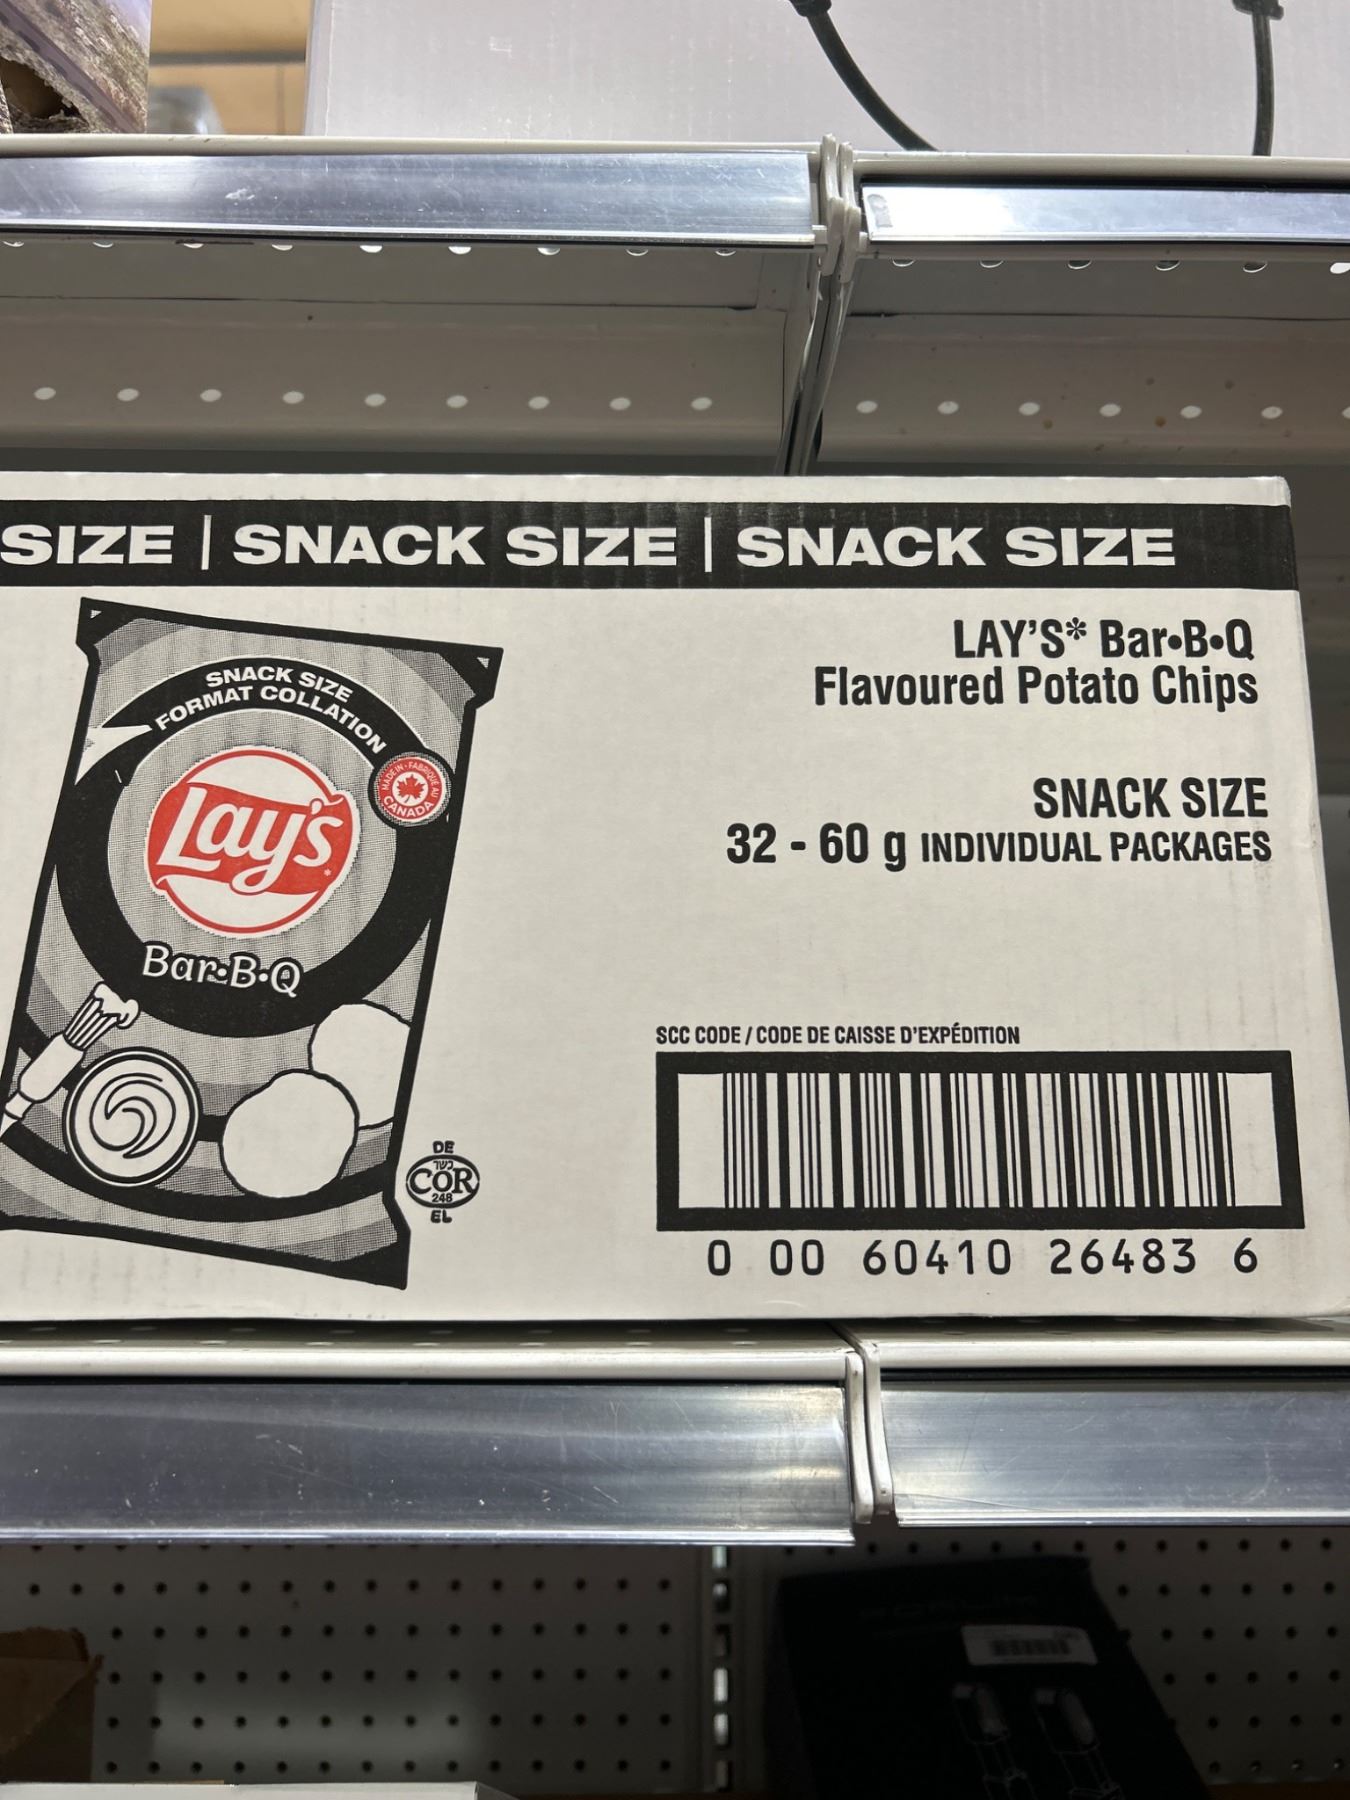 SIZE | SNACK SIZE | SNACK SIZE
SNACK SIZE
FORMAT COLLATION
MADE IN - FABRIQUÉ AU
CANADA
Lay's
Bar•B•Q
LAY'S* Bar•B•Q
Flavoured Potato Chips
SNACK SIZE
32 - 60 g INDIVIDUAL PACKAGES
DE
כשר
COR
248
EL
SCC CODE / CODE DE CAISSE D'EXPÉDITION
0 00 60410 26483 6